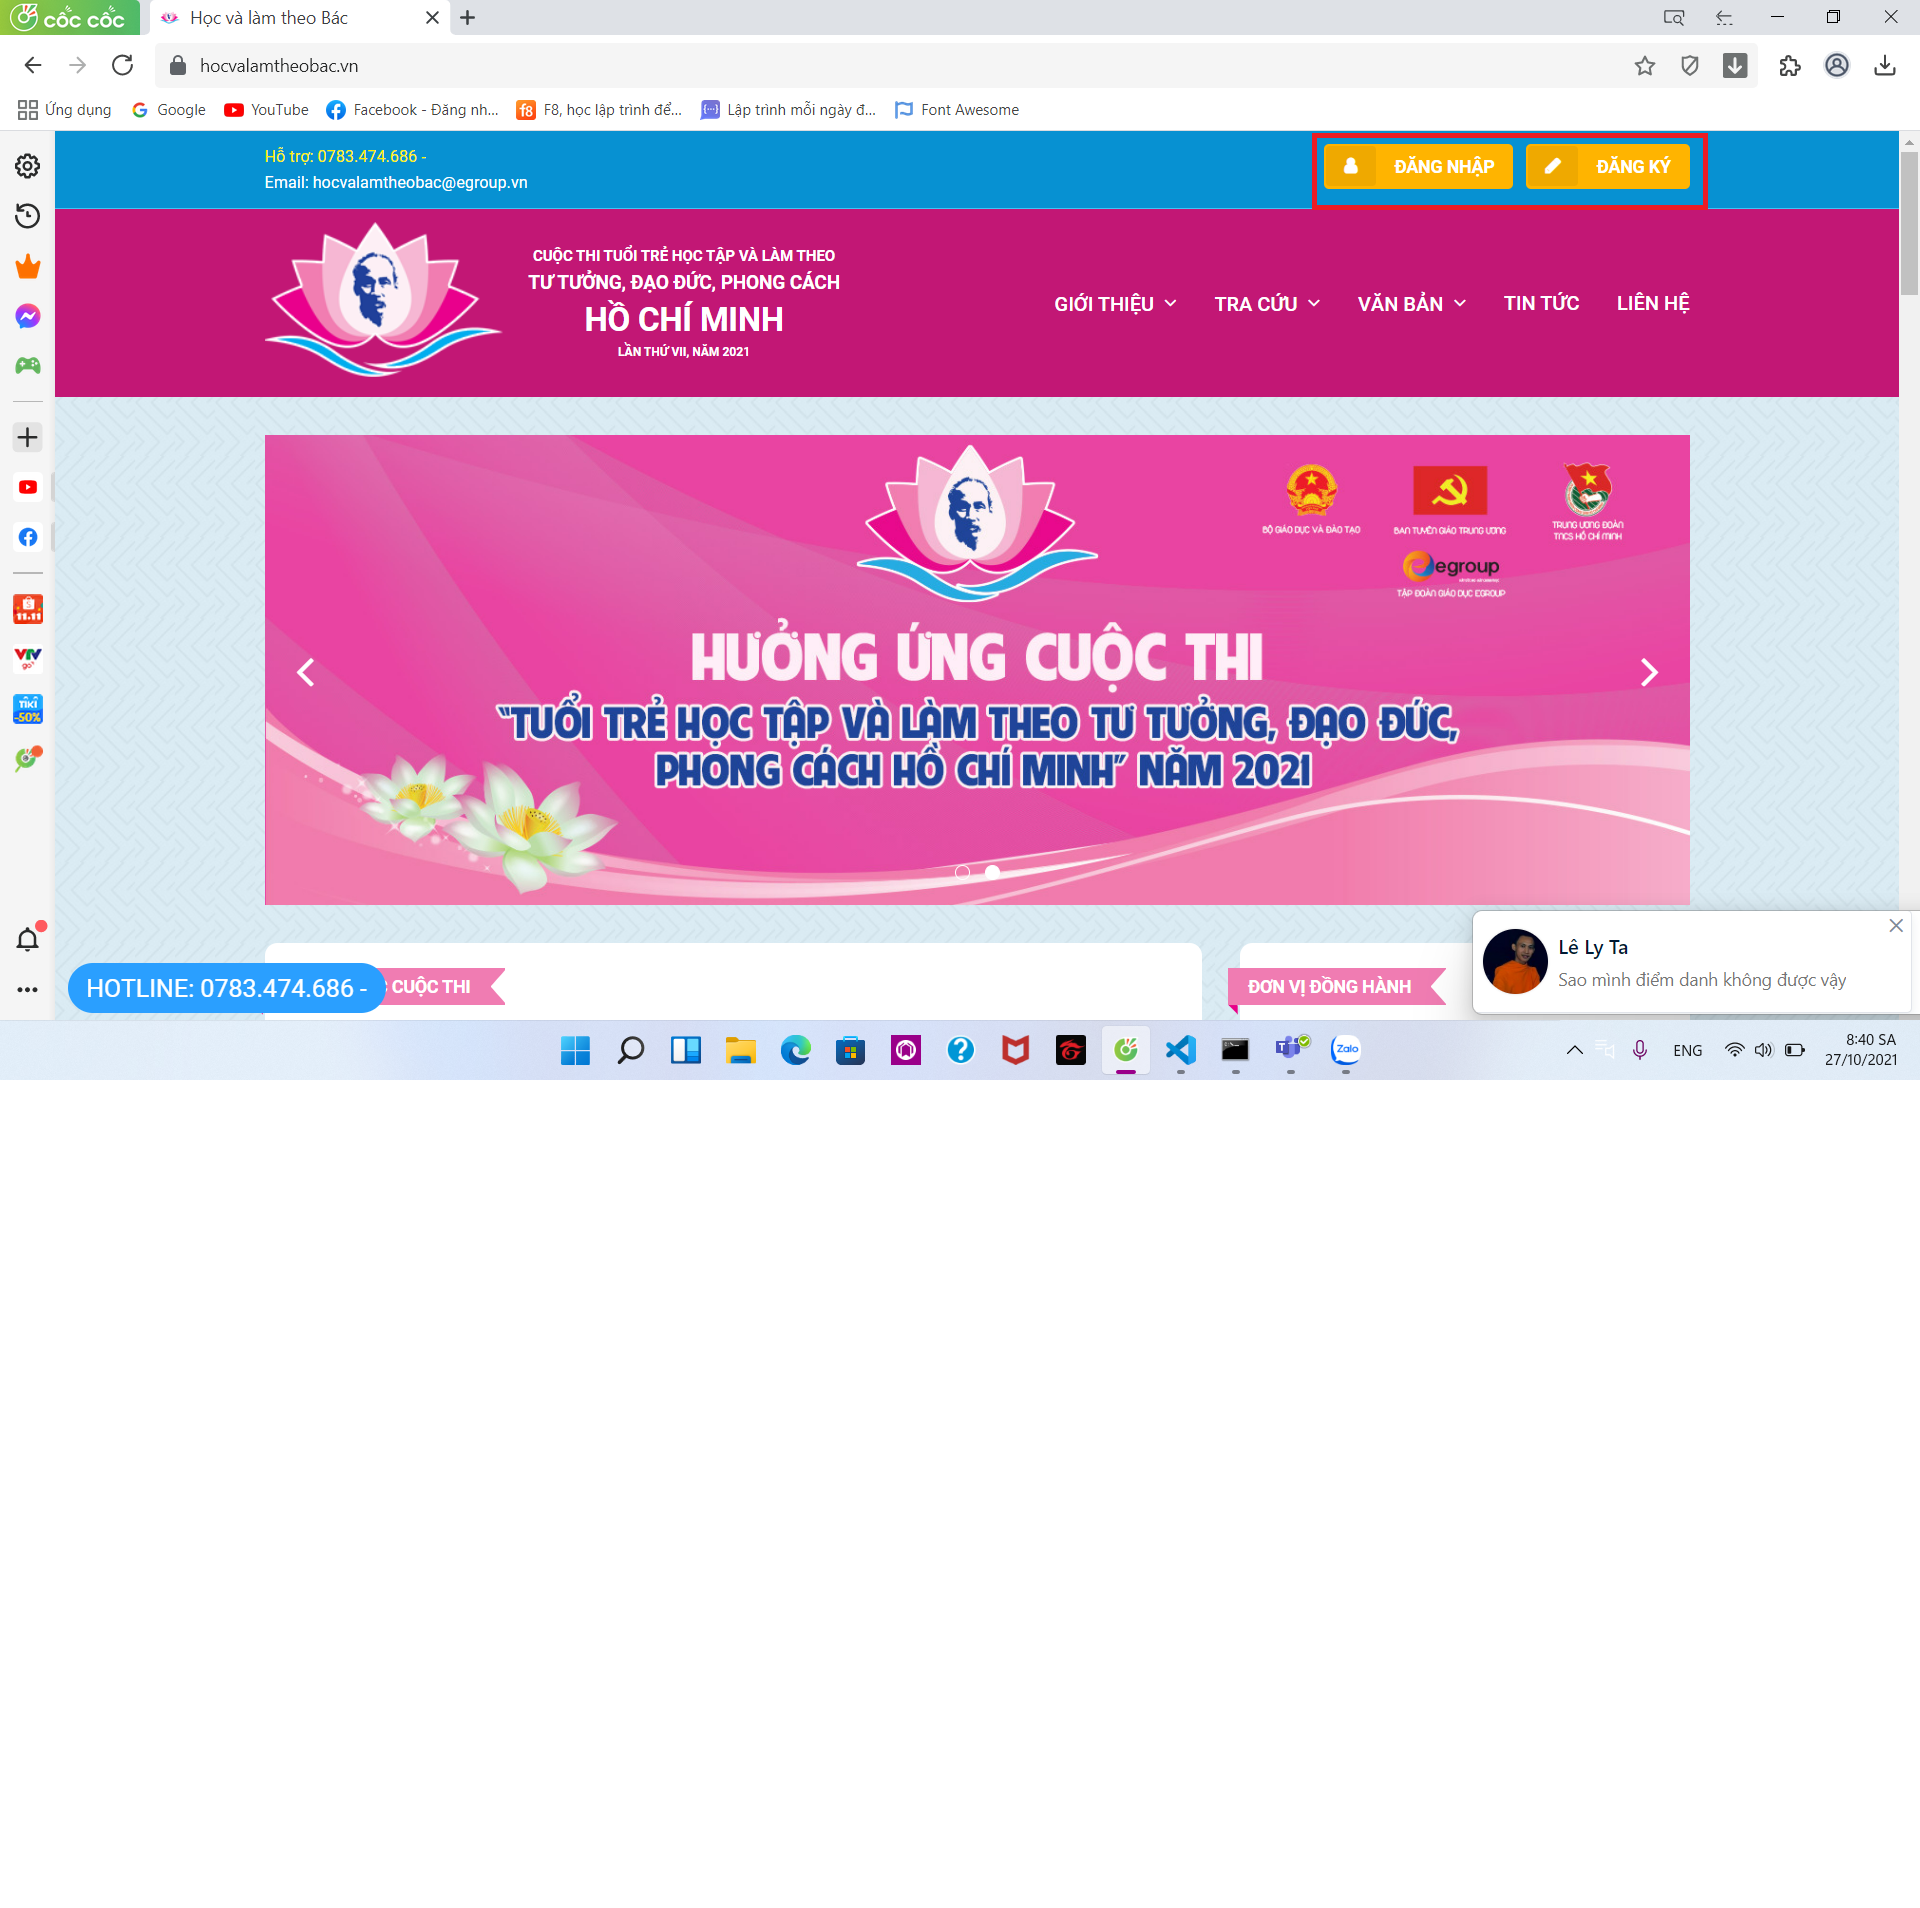 cốc cốc
Học và làm theo Bác
hocvalamtheobac.vn
Ứng dụng
Google
YouTube
Facebook - Đăng nh...
F8, học lập trình để...
Lập trình mỗi ngày đ...
Font Awesome
Hỗ trợ: 0783.474.686 -
Email: hocvalamtheobac@egroup.vn
ĐĂNG NHẬP
ĐĂNG KÝ
CUỘC THI TUỔI TRẺ HỌC TẬP VÀ LÀM THEO
TƯ TƯỞNG, ĐẠO ĐỨC, PHONG CÁCH
HỒ CHÍ MINH
LẦN THỨ VII, NĂM 2021
GIỚI THIỆU
TRA CỨU
VĂN BẢN
TIN TỨC
LIÊN HỆ
BỘ GIÁO DỤC VÀ ĐÀO TẠO
BAN TUYÊN GIÁO TRUNG ƯƠNG
TRUNG ƯƠNG ĐOÀN
TNCS HỒ CHÍ MINH
egroup
TẬP ĐOÀN GIÁO DỤC EGROUP
HƯỞNG ỨNG CUỘC THI
“TUỔI TRẺ HỌC TẬP VÀ LÀM THEO TƯ TƯỞNG, ĐẠO ĐỨC,
PHONG CÁCH HỒ CHÍ MINH” NĂM 2021
11.11
VTV
go
TIKI
-50%
Lê Ly Ta
Sao mình điểm danh không được vậy
HOTLINE: 0783.474.686 -
CUỘC THI
ĐƠN VỊ ĐỒNG HÀNH
Zalo
ENG
8:40 SA
27/10/2021